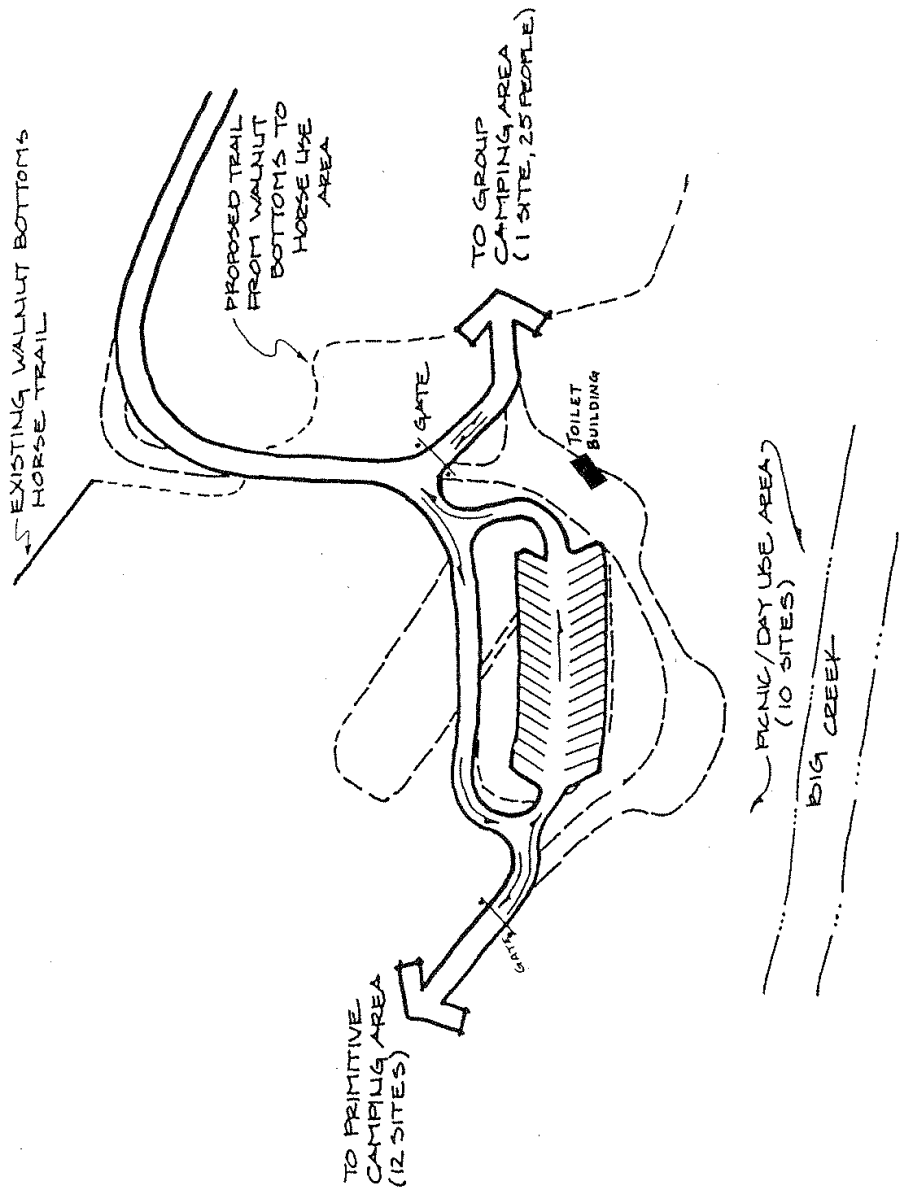 EXISTING WALNUT BOTTOMS
HORSE TRAIL
PROPOSED TRAIL
FROM WALNUT
BOTTOMS TO
HORSE USE
AREA
TO GROUP
CAMPING AREA
(1 SITE, 25 PEOPLE)
GATE
TOILET
BUILDING
PICNIC/DAY USE AREA
(10 SITES)
BIG CREEK
GATE
TO PRIMITIVE
CAMPING AREA
(12 SITES)